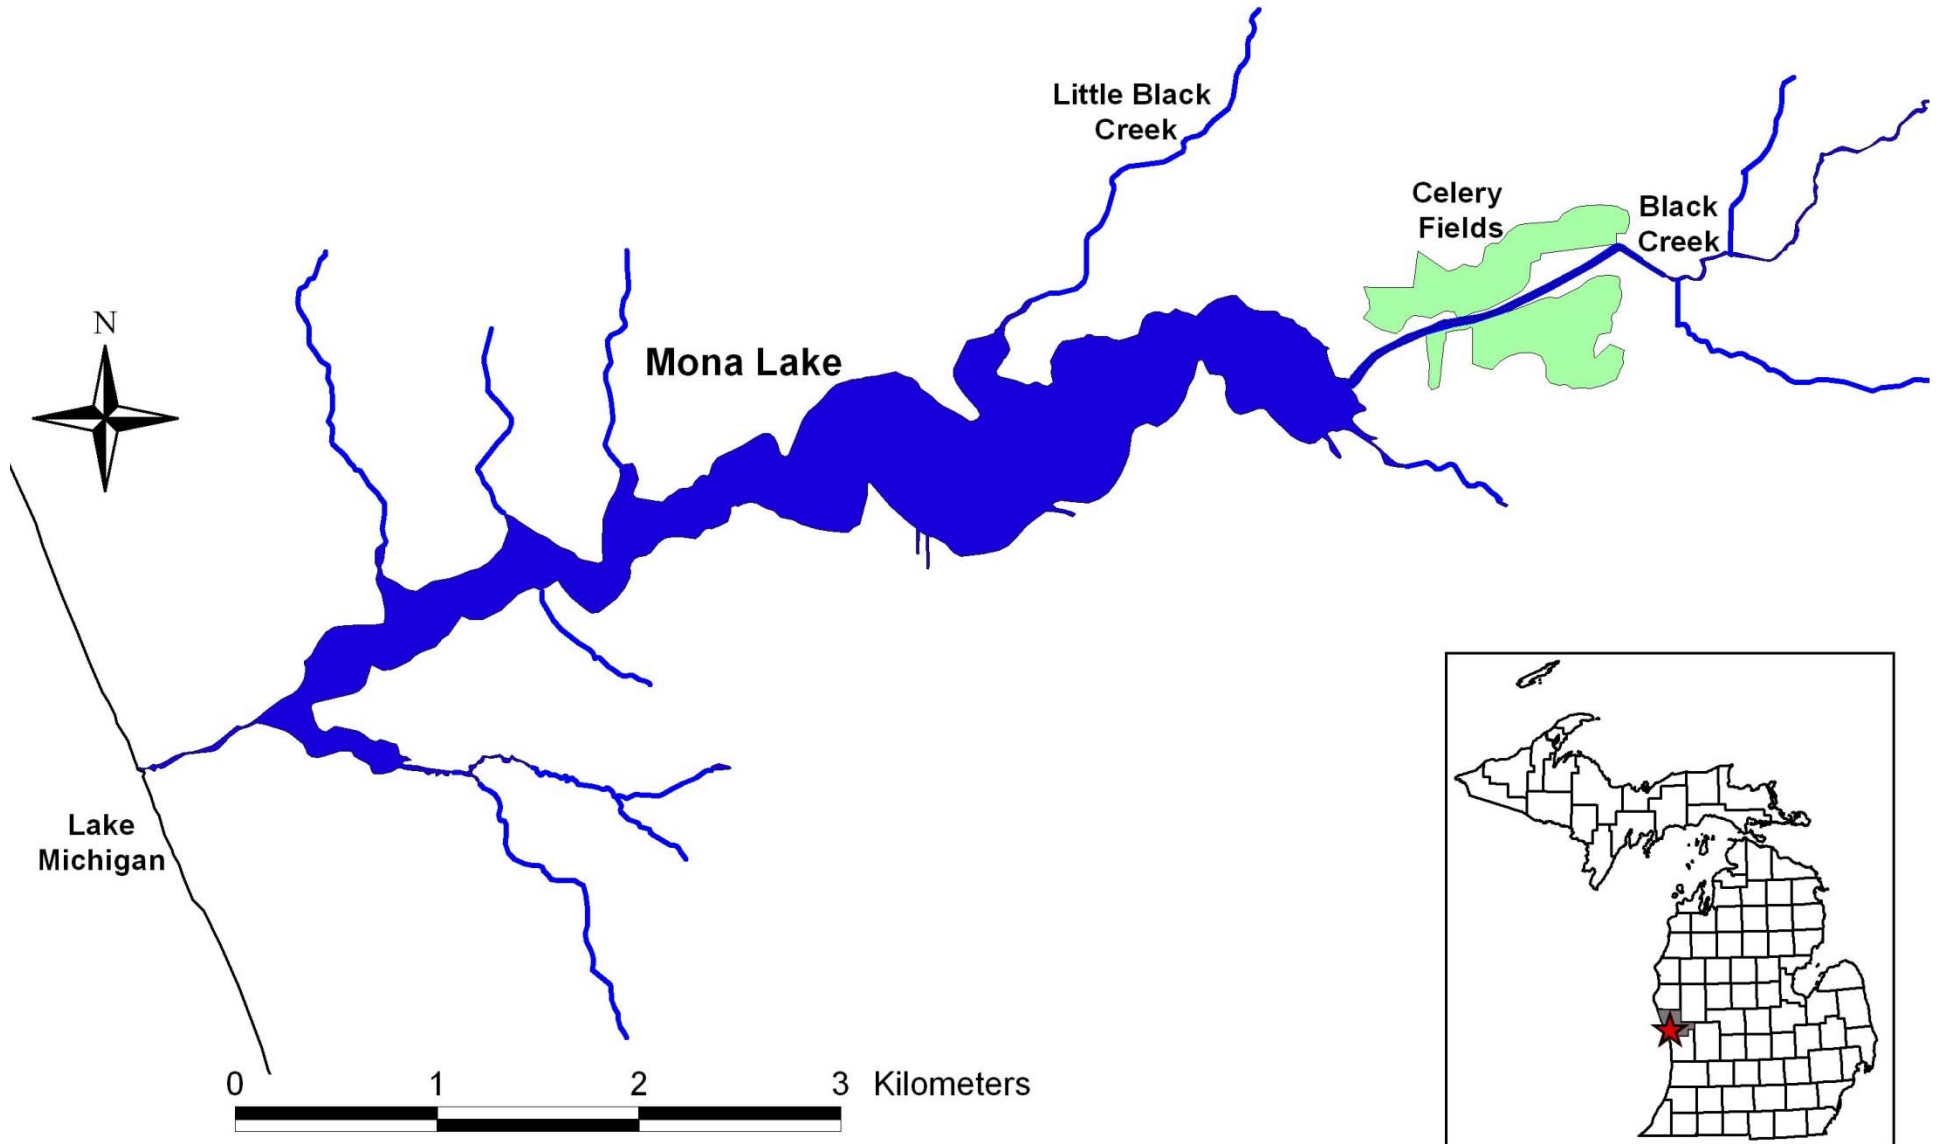 Little Black
Creek
Celery
Fields
Black
Creek
N
Mona Lake
Lake
Michigan
0 1 2 3 Kilometers